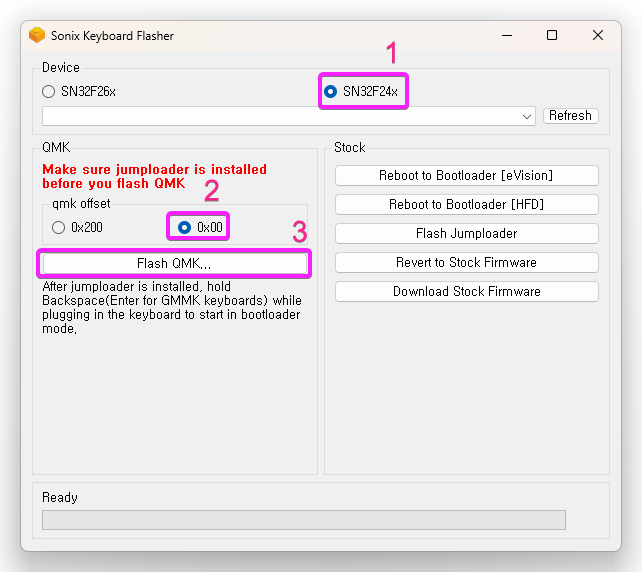 Sonix Keyboard Flasher
1
Device
SN32F26x
SN32F24x
Refresh
QMK
Make sure jumploader is installed
before you flash QMK
2
qmk offset
0x200
0x00
3
Flash QMK...
After jumploader is installed, hold
Backspace(Enter for GMMK keyboards) while
plugging in the keyboard to start in bootloader
mode,
Stock
Reboot to Bootloader [eVision]
Reboot to Bootloader [HFD]
Flash Jumploader
Revert to Stock Firmware
Download Stock Firmware
Ready